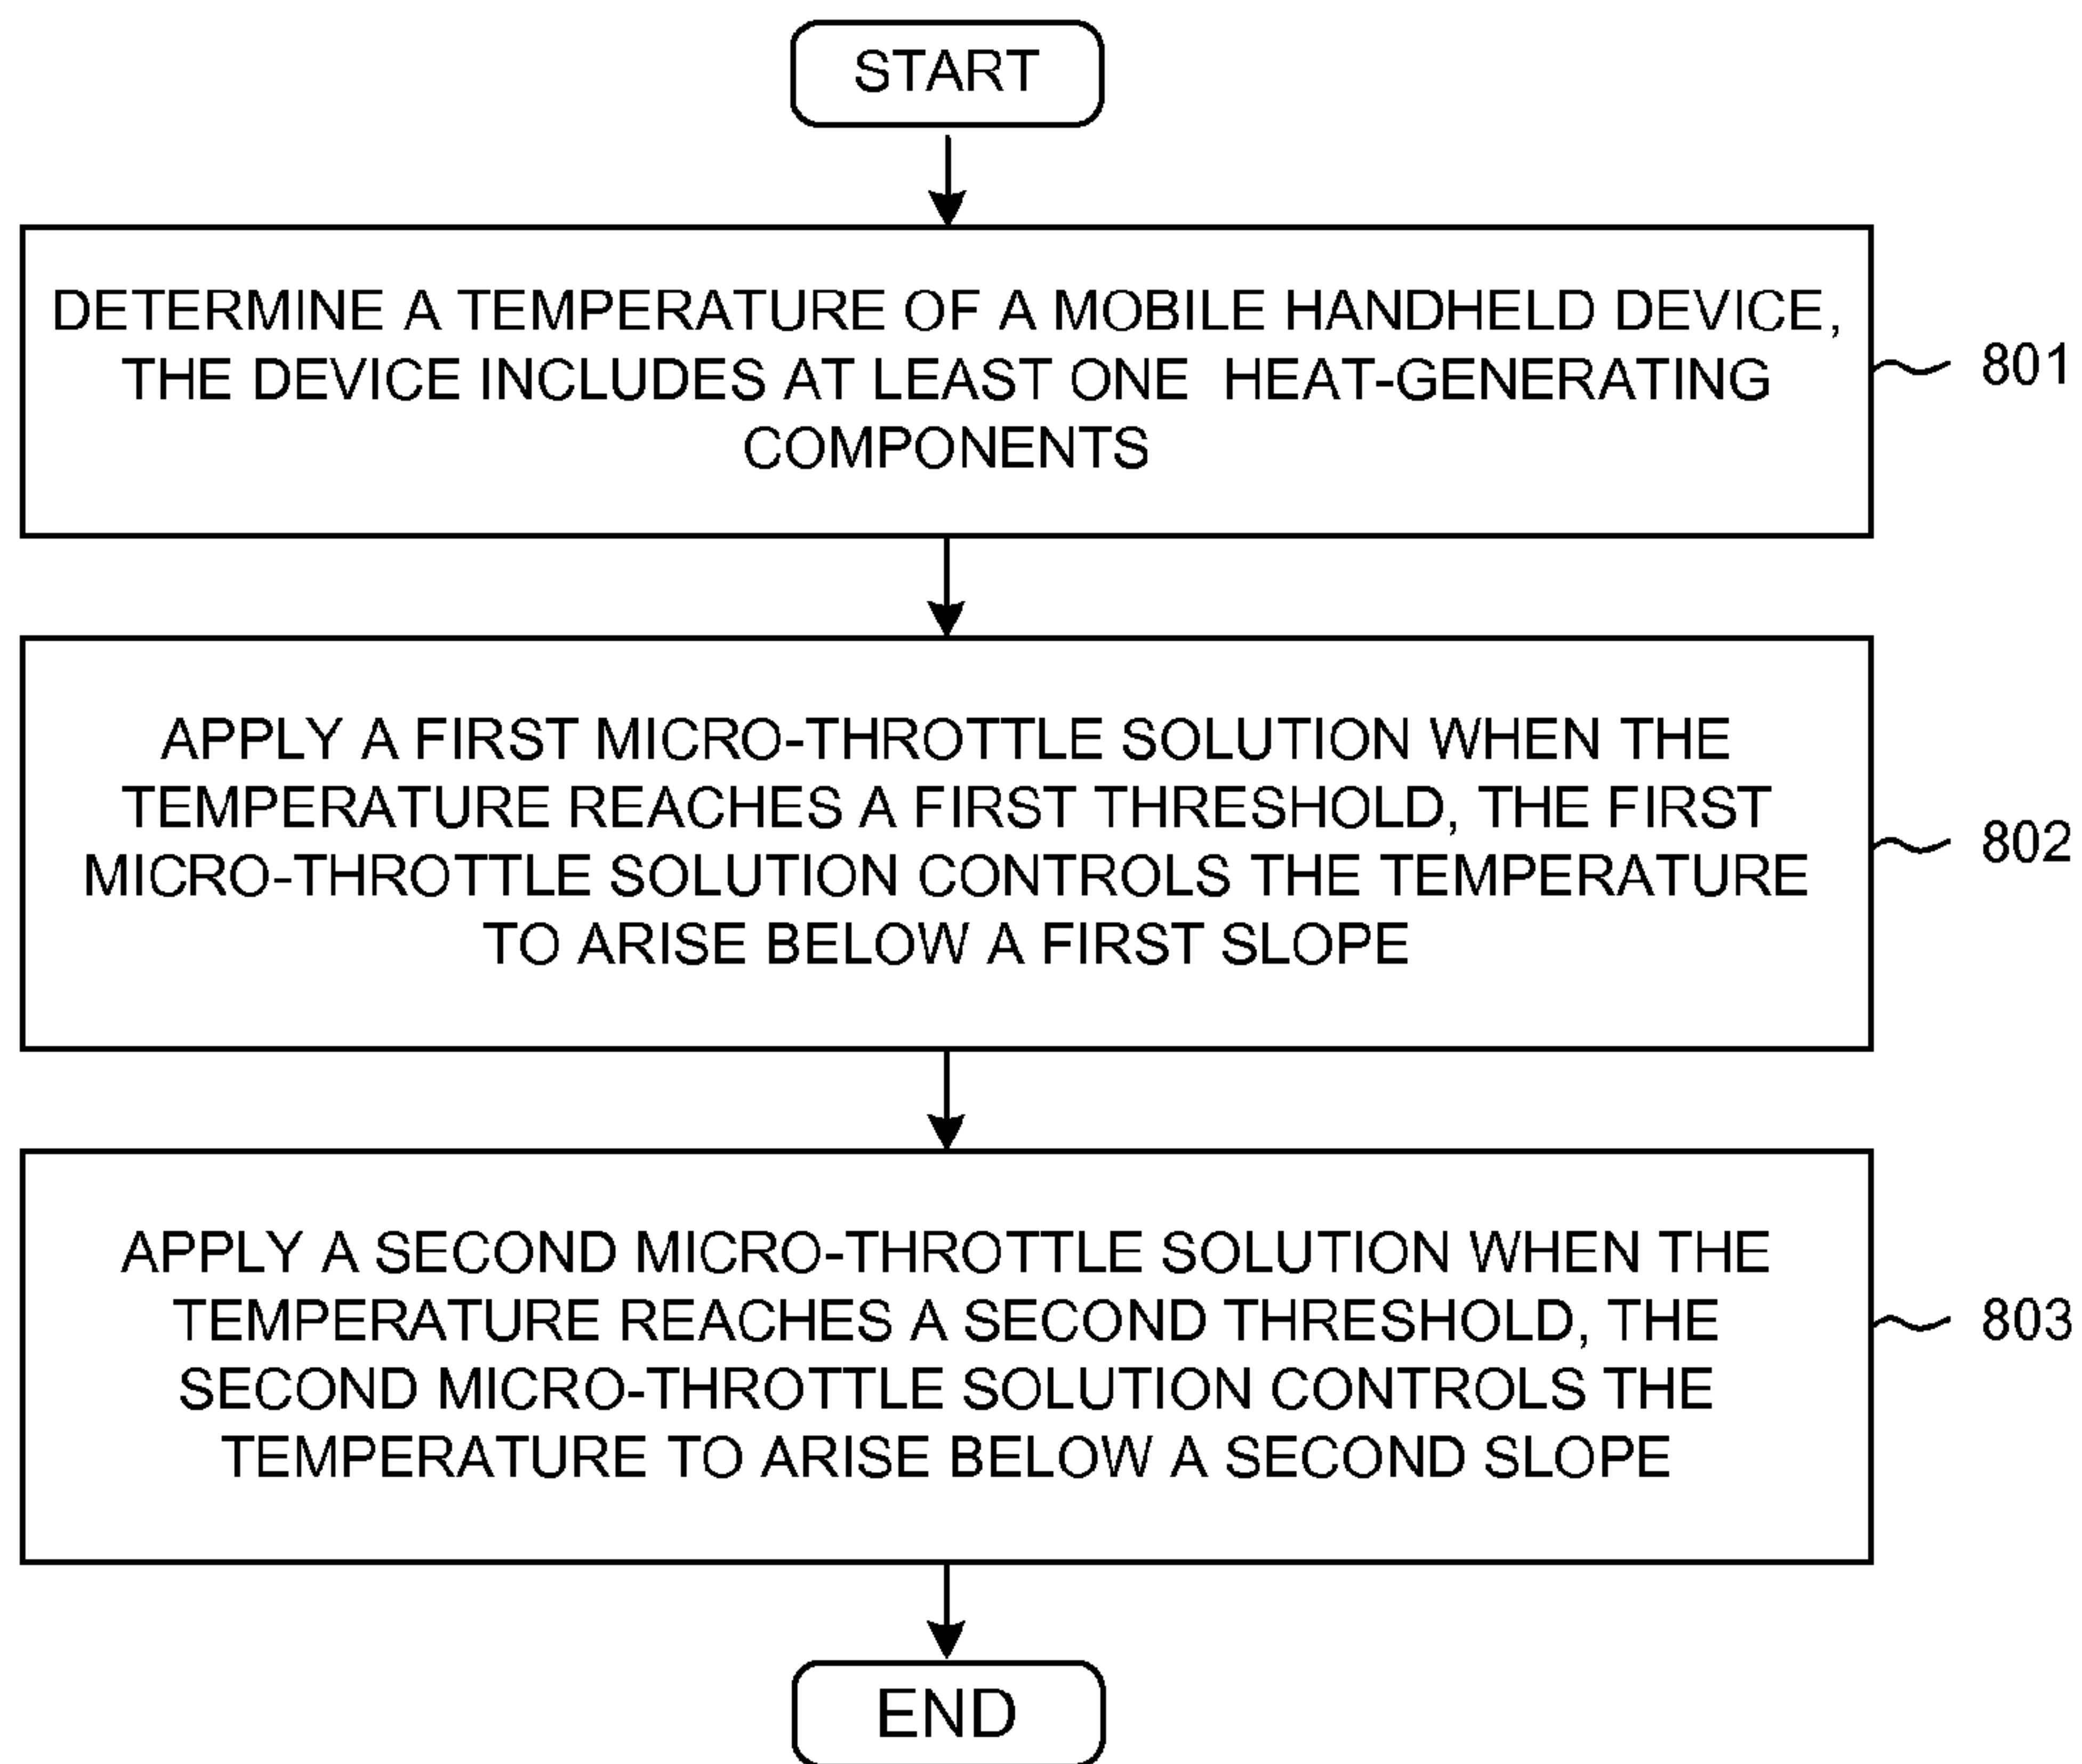 START
DETERMINE A TEMPERATURE OF A MOBILE HANDHELD DEVICE,
THE DEVICE INCLUDES AT LEAST ONE HEAT-GENERATING
COMPONENTS
801
APPLY A FIRST MICRO-THROTTLE SOLUTION WHEN THE
TEMPERATURE REACHES A FIRST THRESHOLD, THE FIRST
MICRO-THROTTLE SOLUTION CONTROLS THE TEMPERATURE
TO ARISE BELOW A FIRST SLOPE
802
APPLY A SECOND MICRO-THROTTLE SOLUTION WHEN THE
TEMPERATURE REACHES A SECOND THRESHOLD, THE
SECOND MICRO-THROTTLE SOLUTION CONTROLS THE
TEMPERATURE TO ARISE BELOW A SECOND SLOPE
803
END